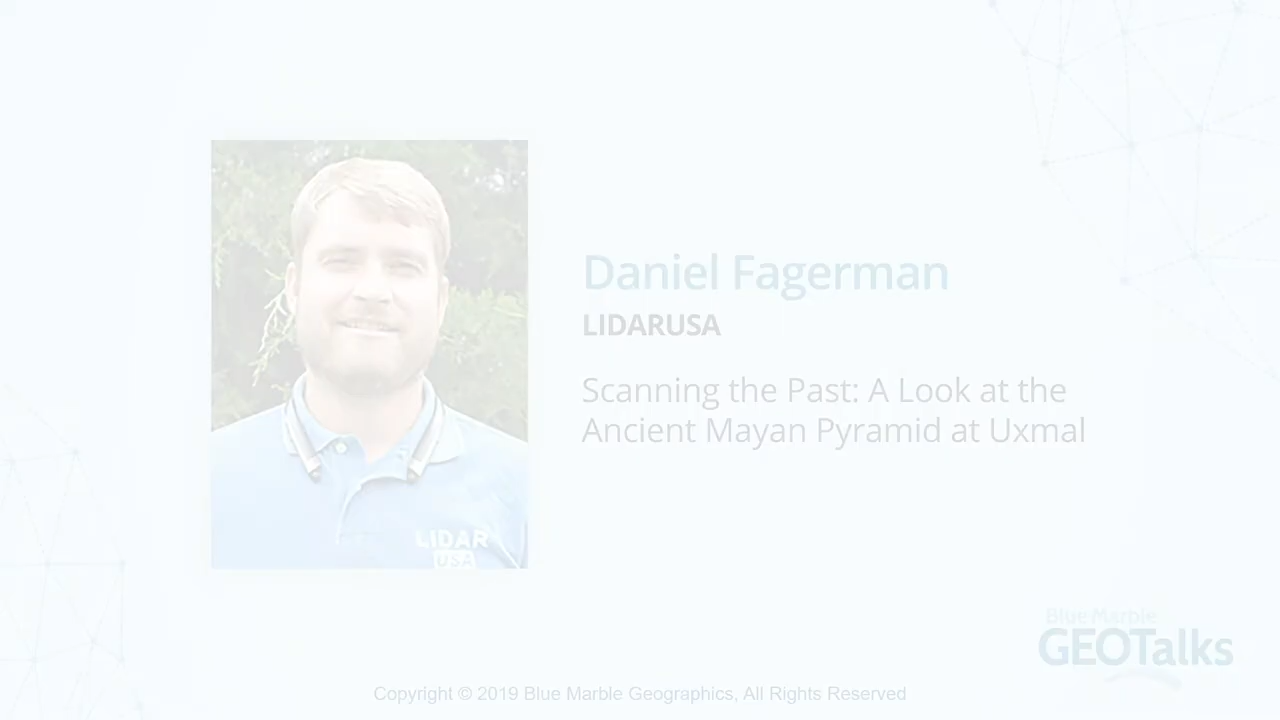 Daniel Fagerman
LIDARUSA
Scanning the Past: A Look at the
Ancient Mayan Pyramid at Uxmal
LIDAR
USA
Blue Marble
GEOTalks
Copyright © 2019 Blue Marble Geographics, All Rights Reserved